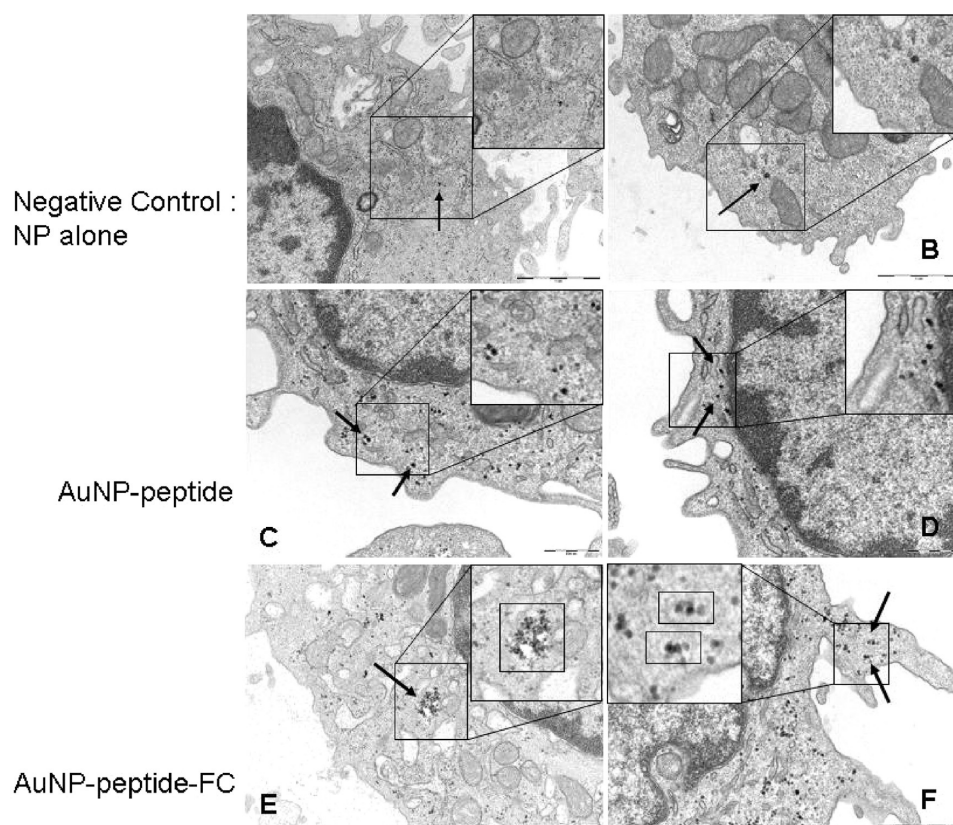 Negative Control :
NP alone
B
AuNP-peptide
C
D
AuNP-peptide-FC
E
F